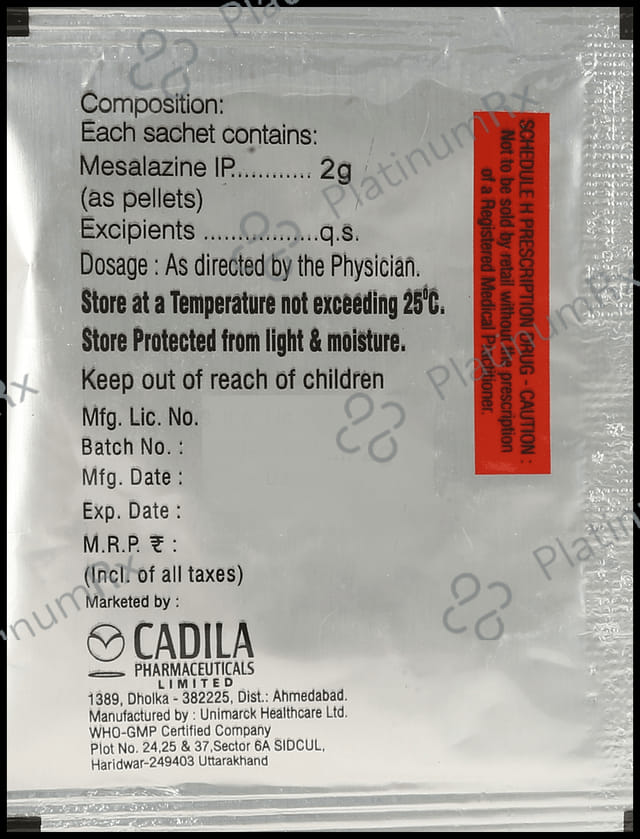 Composition:
Each sachet contains:
Mesalazine IP........... 2g
(as pellets)
Excipients .................q.s.
Dosage : As directed by the Physician.
Store at a Temperature not exceeding 25°C.
Store Protected from light & moisture.
Keep out of reach of children
Mfg. Lic. No.
Batch No. :
Mfg. Date :
Exp. Date :
M.R.P. ₹ :
(Incl. of all taxes)
Marketed by :
CADILA
PHARMACEUTICALS
LIMITED
1389, Dholka - 382225, Dist.: Ahmedabad.
Manufactured by : Unimarck Healthcare Ltd.
WHO-GMP Certified Company
Plot No. 24,25 & 37,Sector 6A SIDCUL,
Haridwar-249403 Uttarakhand
SCHEDULE H PRESCRIPTION DRUG - CAUTION :
Not to be sold by retail without the prescription
of a Registered Medical Practitioner.
PlatinumRx
PlatinumRx
PlatinumRx
PlatinumRx